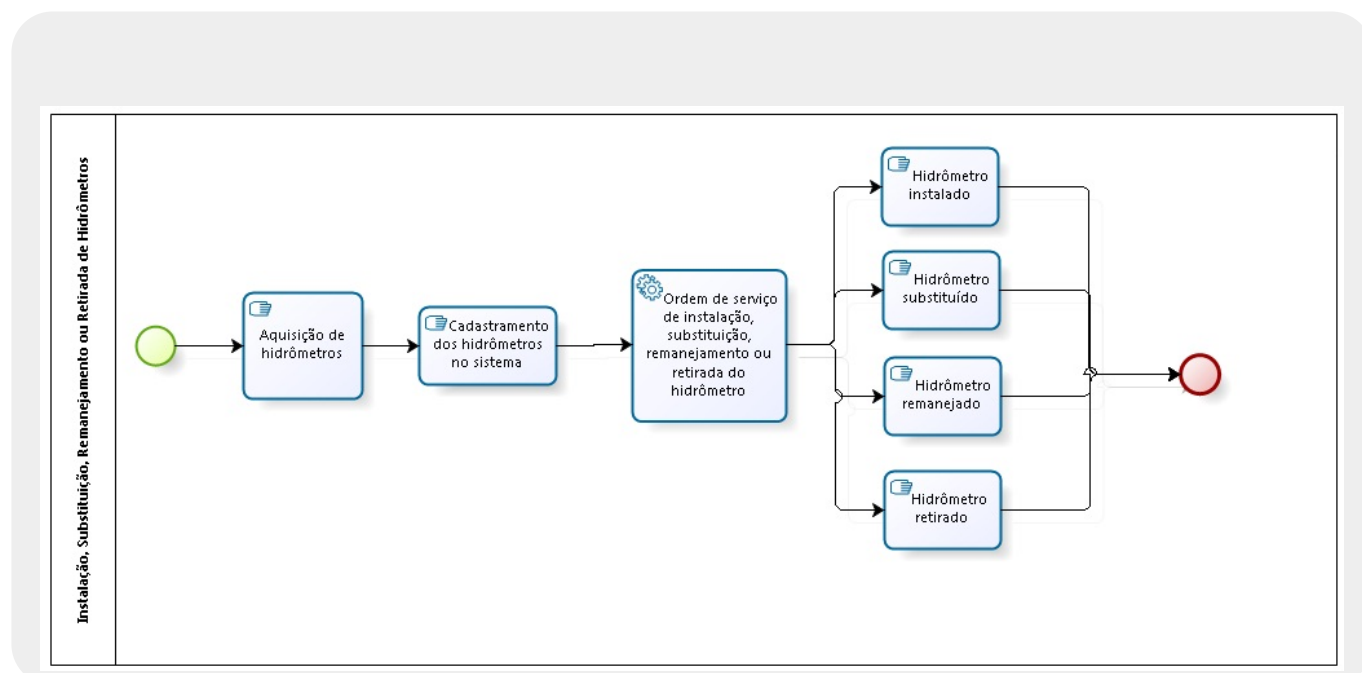 Instalação, Substituição, Remanejamento ou Retirada de Hidrômetros
Aquisição de
hidrômetros
Cadastramento
dos hidrômetros
no sistema
Ordem de serviço
de instalação,
substituição,
remanejamento ou
retirada do
hidrômetro
Hidrômetro
instalado
Hidrômetro
substituído
Hidrômetro
remanejado
Hidrômetro
retirado